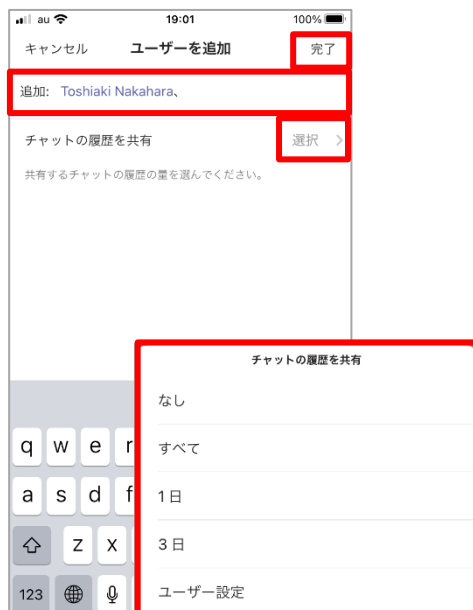 au 19:01 100%
キャンセル ユーザーを追加 完了
追加: Toshiaki Nakahara、
チャットの履歴を共有 選択
共有するチャットの履歴の量を選んでください。
チャットの履歴を共有
なし
すべて
1日
3日
ユーザー設定
q w e r
a s d f
z x
123